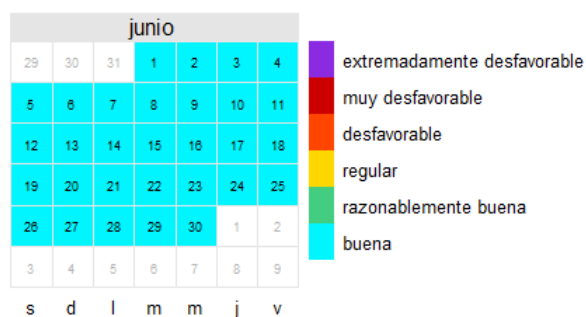 junio
29 30 31 1 2 3 4
5 6 7 8 9 10 11
12 13 14 15 16 17 18
19 20 21 22 23 24 25
26 27 28 29 30 1 2
3 4 5 6 7 8 9
s d l m m j v
extremadamente desfavorable
muy desfavorable
desfavorable
regular
razonablemente buena
buena